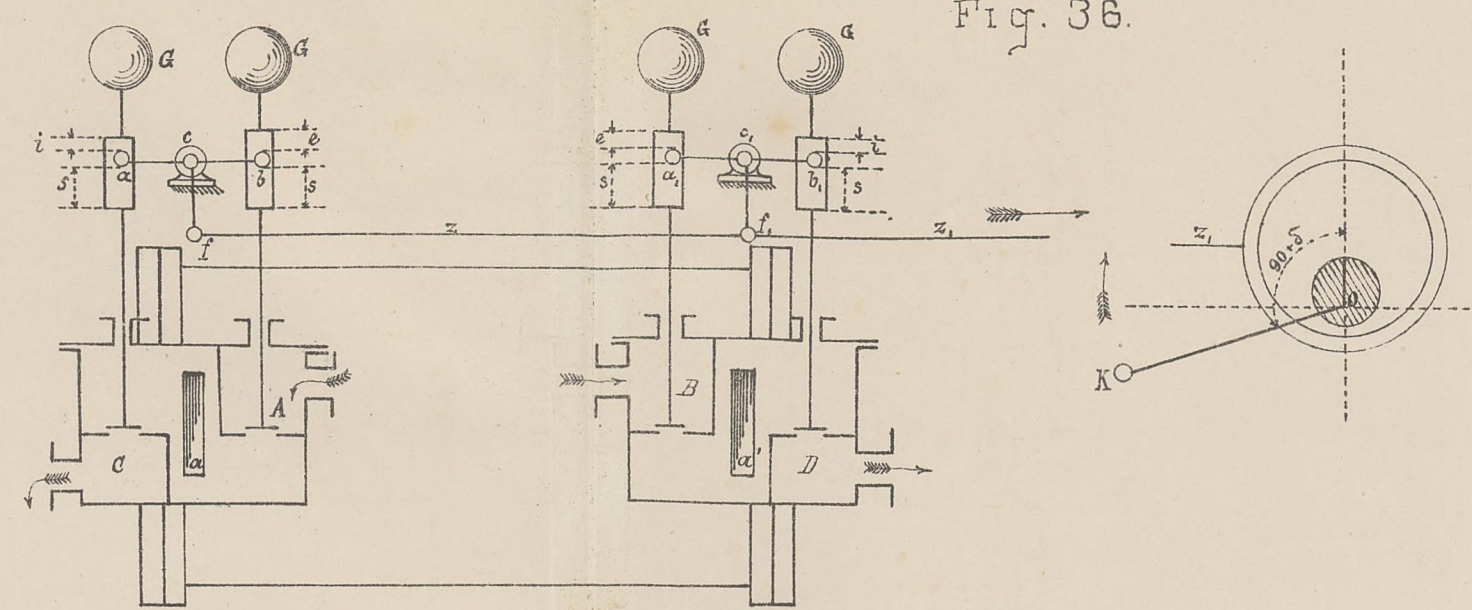 Fig. 36.
G G G G
i c e e c₁ i
a b a₁ b₁
s s s s
f z f₁ z₁
z₁ 90+δ
o
K
A B
C a a' D